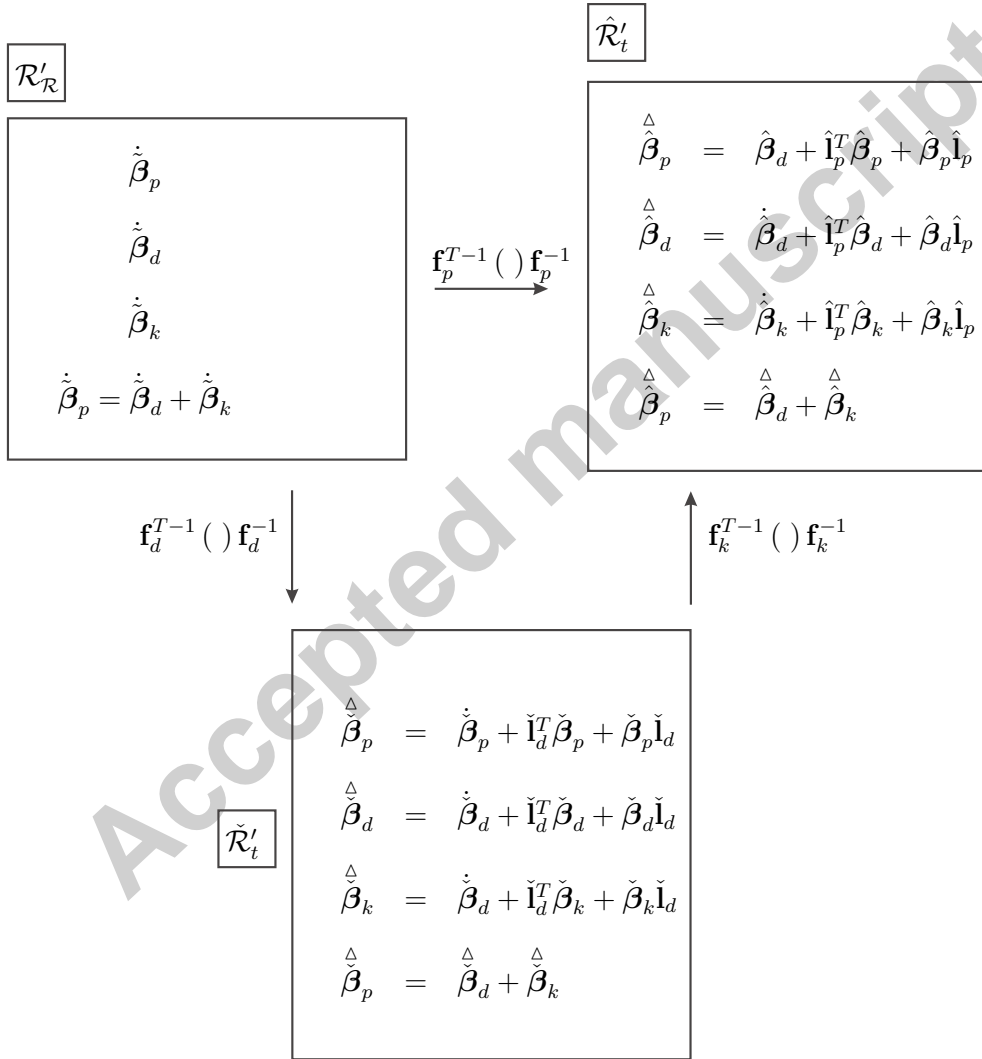 𝓡′_𝓡
β̃̇_p
β̃̇_d
β̃̇_k
β̃̇_p = β̃̇_d + β̃̇_k
f_p^{T−1} ( ) f_p^{−1}
𝓡̂′_t
β̂^△_p = β̂_d + l̂_p^T β̂_p + β̂_p l̂_p
β̂^△_d = β̂̇_d + l̂_p^T β̂_d + β̂_d l̂_p
β̂^△_k = β̂̇_k + l̂_p^T β̂_k + β̂_k l̂_p
β̂^△_p = β̂^△_d + β̂^△_k
f_d^{T−1} ( ) f_d^{−1}
f_k^{T−1} ( ) f_k^{−1}
𝓡̌′_t
β̌^△_p = β̌̇_p + ľ_d^T β̌_p + β̌_p ľ_d
β̌^△_d = β̌̇_d + ľ_d^T β̌_d + β̌_d ľ_d
β̌^△_k = β̌̇_d + ľ_d^T β̌_k + β̌_k ľ_d
β̌^△_p = β̌^△_d + β̌^△_k
Accepted manuscript